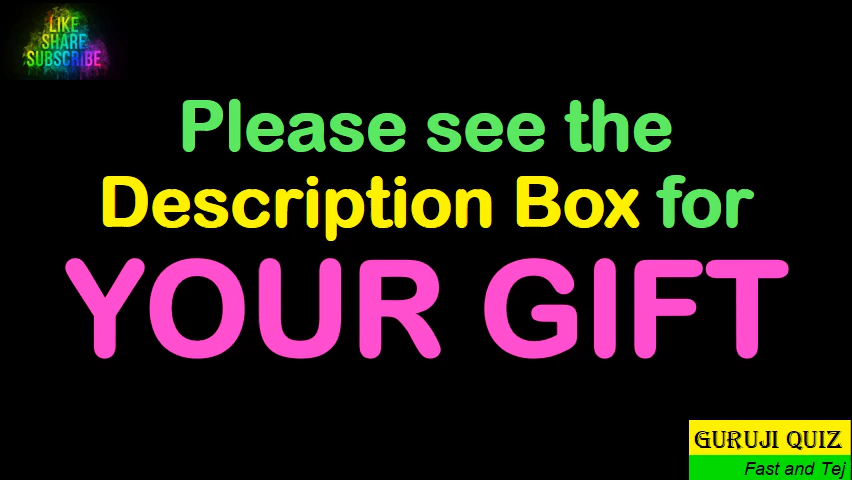 LIKE
SHARE
SUBSCRIBE
Please see the
Description Box for
YOUR GIFT
GURUJI QUIZ
Fast and Tej